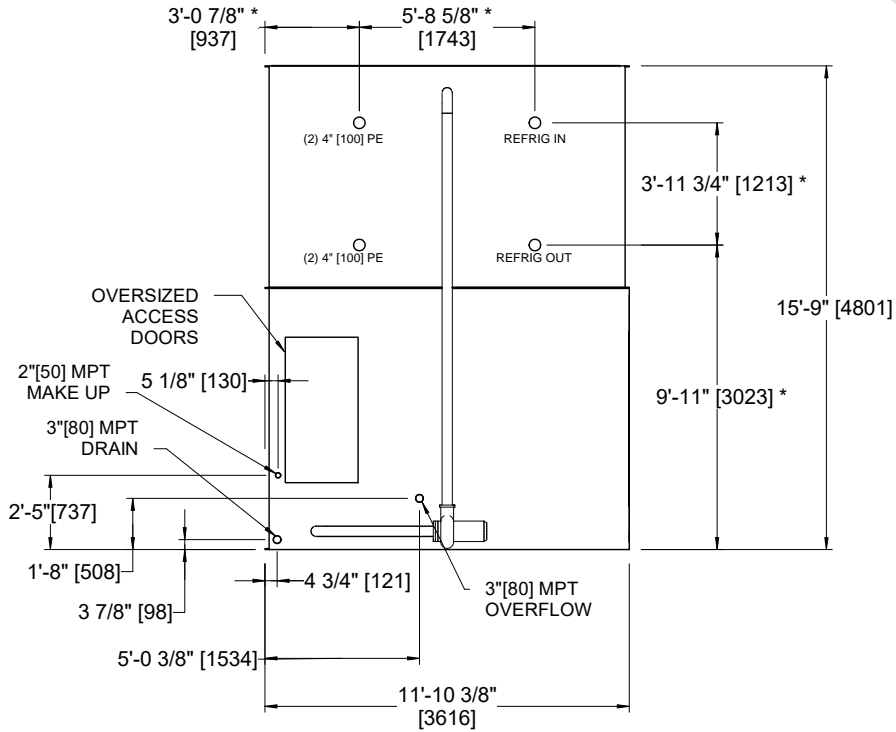 3'-0 7/8" *
[937]
5'-8 5/8" *
[1743]
(2) 4" [100] PE
REFRIG IN
3'-11 3/4" [1213] *
(2) 4" [100] PE
REFRIG OUT
OVERSIZED
ACCESS
DOORS
15'-9" [4801]
2"[50] MPT
MAKE UP
5 1/8" [130]
9'-11" [3023] *
3"[80] MPT
DRAIN
2'-5"[737]
1'-8" [508]
4 3/4" [121]
3"[80] MPT
OVERFLOW
3 7/8" [98]
5'-0 3/8" [1534]
11'-10 3/8"
[3616]